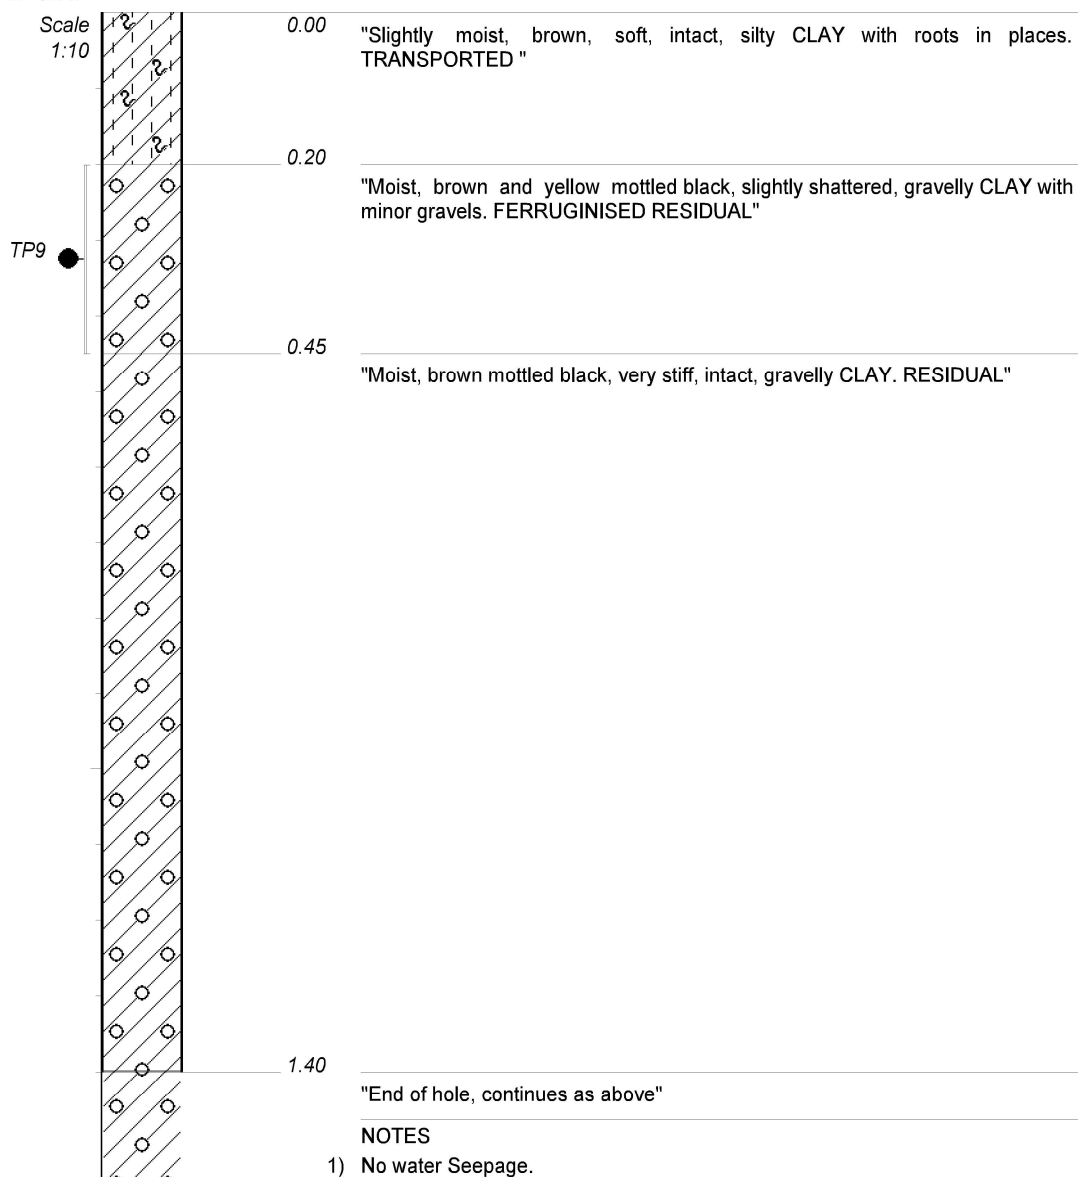 Scale
1:10
0.00
"Slightly moist, brown, soft, intact, silty CLAY with roots in places.
TRANSPORTED "
0.20
"Moist, brown and yellow mottled black, slightly shattered, gravelly CLAY with
minor gravels. FERRUGINISED RESIDUAL"
TP9
0.45
"Moist, brown mottled black, very stiff, intact, gravelly CLAY. RESIDUAL"
1.40
"End of hole, continues as above"
NOTES
1) No water Seepage.